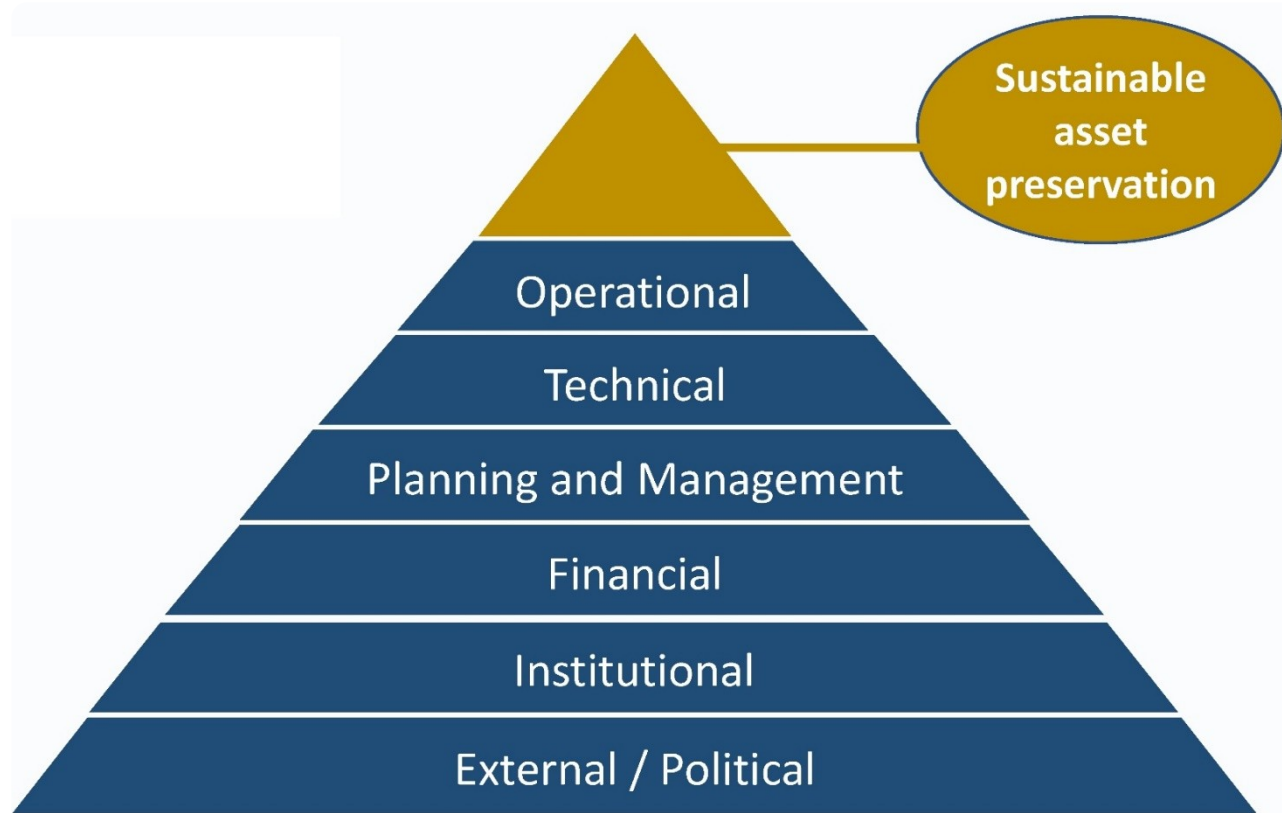 Sustainable
asset
preservation
Operational
Technical
Planning and Management
Financial
Institutional
External / Political